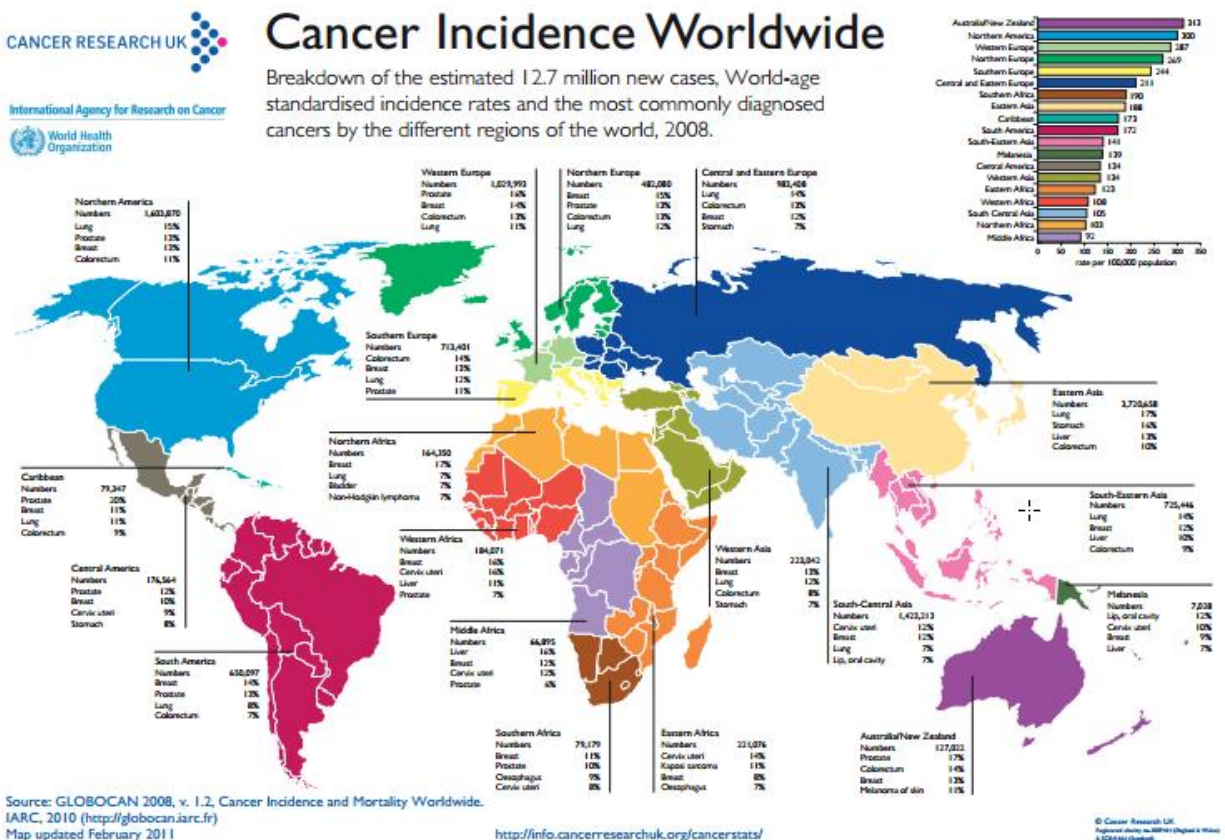 CANCER RESEARCH UK
International Agency for Research on Cancer
World Health
Organization
Cancer Incidence Worldwide
Breakdown of the estimated 12.7 million new cases, World-age
standardised incidence rates and the most commonly diagnosed
cancers by the different regions of the world, 2008.
Australia/New Zealand 313
Northern America 300
Western Europe 287
Northern Europe 269
Southern Europe 244
Central and Eastern Europe 211
Southern Africa 190
Eastern Asia 188
Caribbean 173
South America 172
South-Eastern Asia 141
Melanesia 139
Central America 134
Western Asia 134
Eastern Africa 123
Western Africa 108
South Central Asia 105
Northern Africa 103
Middle Africa 92
0 50 100 150 200 250 300 350
rate per 100,000 population
Northern America
Numbers 1,603,870
Lung 15%
Prostate 13%
Breast 13%
Colorectum 11%
Western Europe
Numbers 1,029,993
Prostate 16%
Breast 14%
Colorectum 13%
Lung 11%
Northern Europe
Numbers 482,080
Breast 15%
Prostate 13%
Colorectum 13%
Lung 12%
Central and Eastern Europe
Numbers 983,408
Lung 14%
Colorectum 13%
Breast 12%
Stomach 7%
Southern Europe
Numbers 713,401
Colorectum 14%
Breast 13%
Lung 12%
Prostate 11%
Eastern Asia
Numbers 3,720,658
Lung 17%
Stomach 16%
Liver 13%
Colorectum 10%
Northern Africa
Numbers 164,350
Breast 17%
Lung 7%
Bladder 7%
Non-Hodgkin lymphoma 7%
Caribbean
Numbers 79,347
Prostate 20%
Breast 11%
Lung 11%
Colorectum 9%
South-Eastern Asia
Numbers 725,446
Lung 14%
Breast 12%
Liver 10%
Colorectum 9%
Western Africa
Numbers 184,071
Breast 16%
Cervix uteri 16%
Liver 11%
Prostate 7%
Western Asia
Numbers 223,042
Breast 13%
Lung 12%
Colorectum 8%
Stomach 7%
Central America
Numbers 176,564
Prostate 12%
Breast 10%
Cervix uteri 9%
Stomach 8%
South-Central Asia
Numbers 1,423,213
Cervix uteri 12%
Breast 12%
Lung 7%
Lip, oral cavity 7%
Melanesia
Numbers 7,038
Lip, oral cavity 12%
Cervix uteri 10%
Breast 9%
Liver 7%
Middle Africa
Numbers 66,895
Liver 16%
Breast 12%
Cervix uteri 12%
Prostate 6%
South America
Numbers 650,097
Breast 14%
Prostate 13%
Lung 8%
Colorectum 7%
Southern Africa
Numbers 79,179
Breast 11%
Prostate 10%
Oesophagus 9%
Cervix uteri 8%
Eastern Africa
Numbers 221,076
Cervix uteri 14%
Kaposi sarcoma 11%
Breast 8%
Oesophagus 7%
Australia/New Zealand
Numbers 127,022
Prostate 17%
Colorectum 14%
Breast 13%
Melanoma of skin 11%
Source: GLOBOCAN 2008, v. 1.2, Cancer Incidence and Mortality Worldwide.
IARC, 2010 (http://globocan.iarc.fr)
Map updated February 2011
http://info.cancerresearchuk.org/cancerstats/
© Cancer Research UK